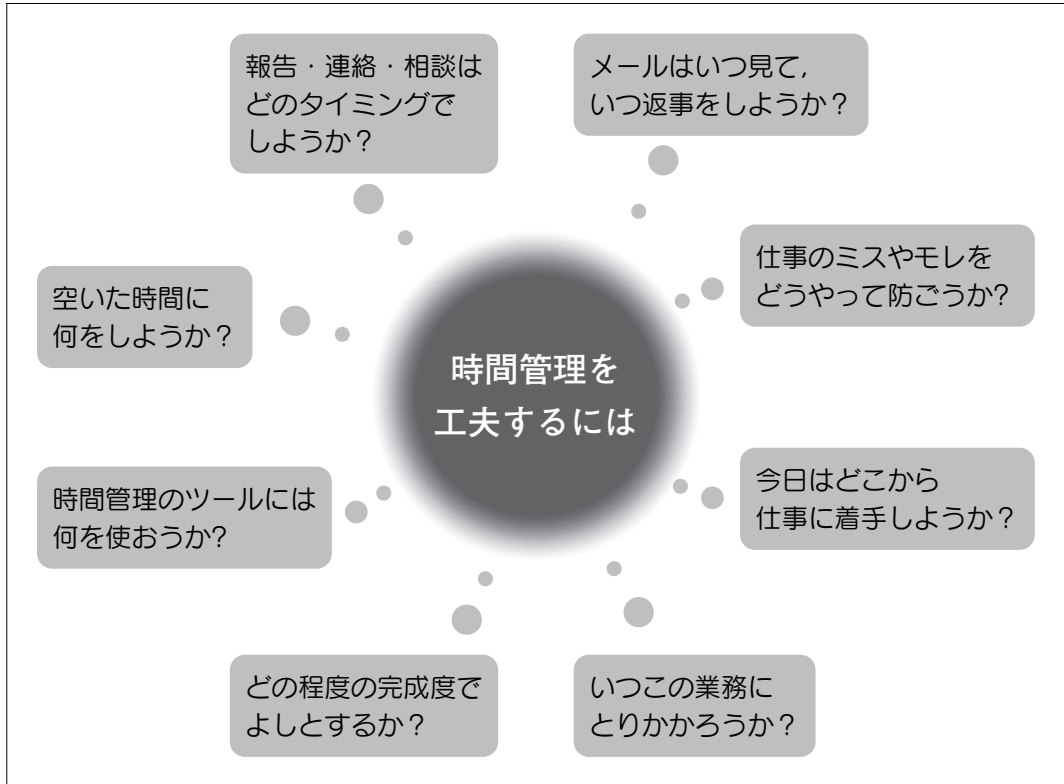 報告・連絡・相談は
どのタイミングで
しようか？
メールはいつ見て，
いつ返事をしようか？
空いた時間に
何をしようか？
仕事のミスやモレを
どうやって防ごうか?
時間管理を
工夫するには
時間管理のツールには
何を使おうか?
今日はどこから
仕事に着手しようか？
どの程度の完成度で
よしとするか？
いつこの業務に
とりかかろうか？